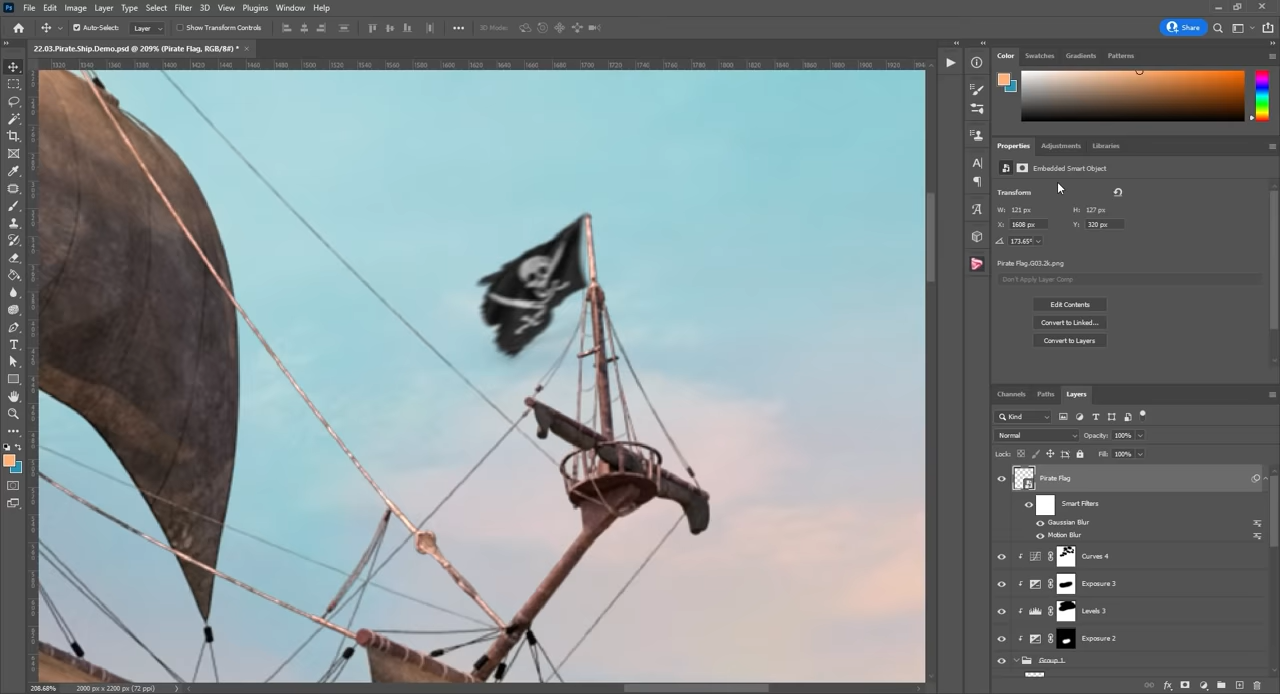 Ps File Edit Image Layer Type Select Filter 3D View Plugins Window Help
Auto-Select: Layer Show Transform Controls ••• 3D Mode: Share
22.03.Pirate.Ship.Demo.psd @ 209% (Pirate Flag, RGB/8#) * ×
Color Swatches Gradients Patterns
Properties Adjustments Libraries
Embedded Smart Object
Transform
W: 121 px H: 127 px
X: 1608 px Y: 320 px
173.65°
Pirate Flag.G03.2k.png
Don't Apply Layer Comp
Edit Contents
Convert to Linked...
Convert to Layers
Channels Paths Layers
Kind
Normal Opacity: 100%
Lock: Fill: 100%
Pirate Flag
Smart Filters
Gaussian Blur
Motion Blur
Curves 4
Exposure 3
Levels 3
Exposure 2
Group 1
208.68% 2000 px x 2200 px (72 ppi)